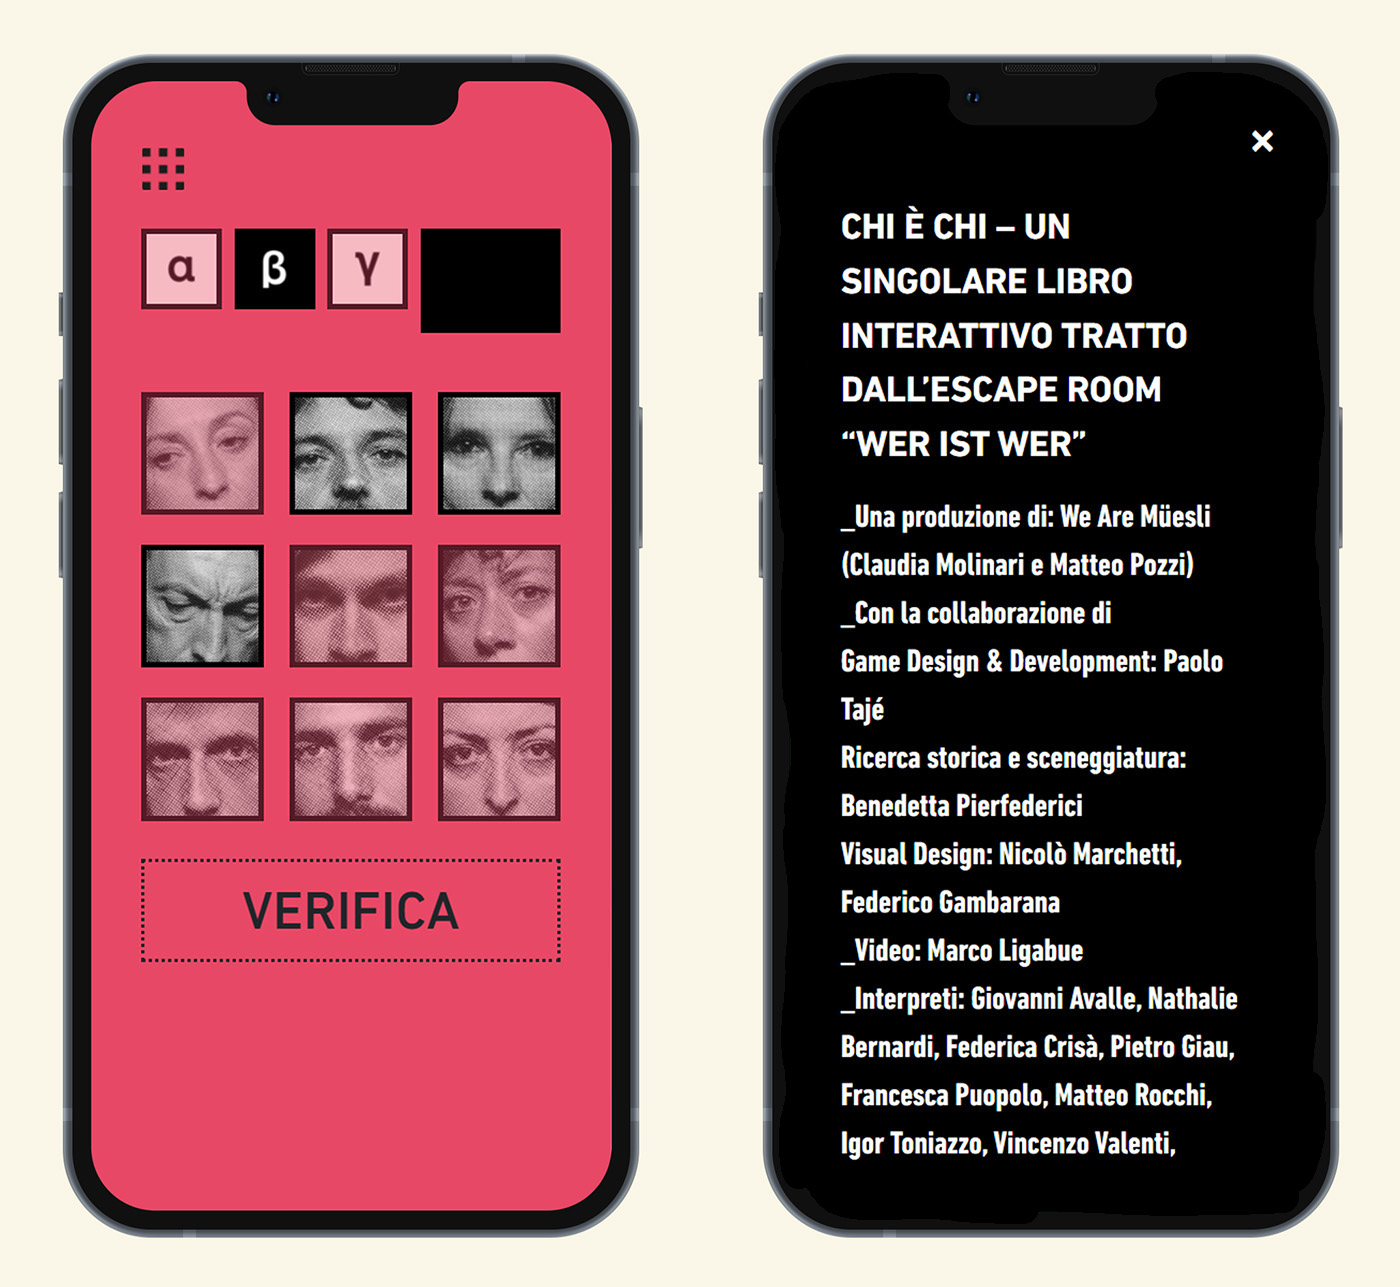 α β γ
VERIFICA
CHI È CHI – UN
SINGOLARE LIBRO
INTERATTIVO TRATTO
DALL’ESCAPE ROOM
“WER IST WER”
_Una produzione di: We Are Müesli
(Claudia Molinari e Matteo Pozzi)
_Con la collaborazione di
Game Design & Development: Paolo
Tajé
Ricerca storica e sceneggiatura:
Benedetta Pierfederici
Visual Design: Nicolò Marchetti,
Federico Gambarana
_Video: Marco Ligabue
_Interpreti: Giovanni Avalle, Nathalie
Bernardi, Federica Crisà, Pietro Giau,
Francesca Puopolo, Matteo Rocchi,
Igor Toniazzo, Vincenzo Valenti,